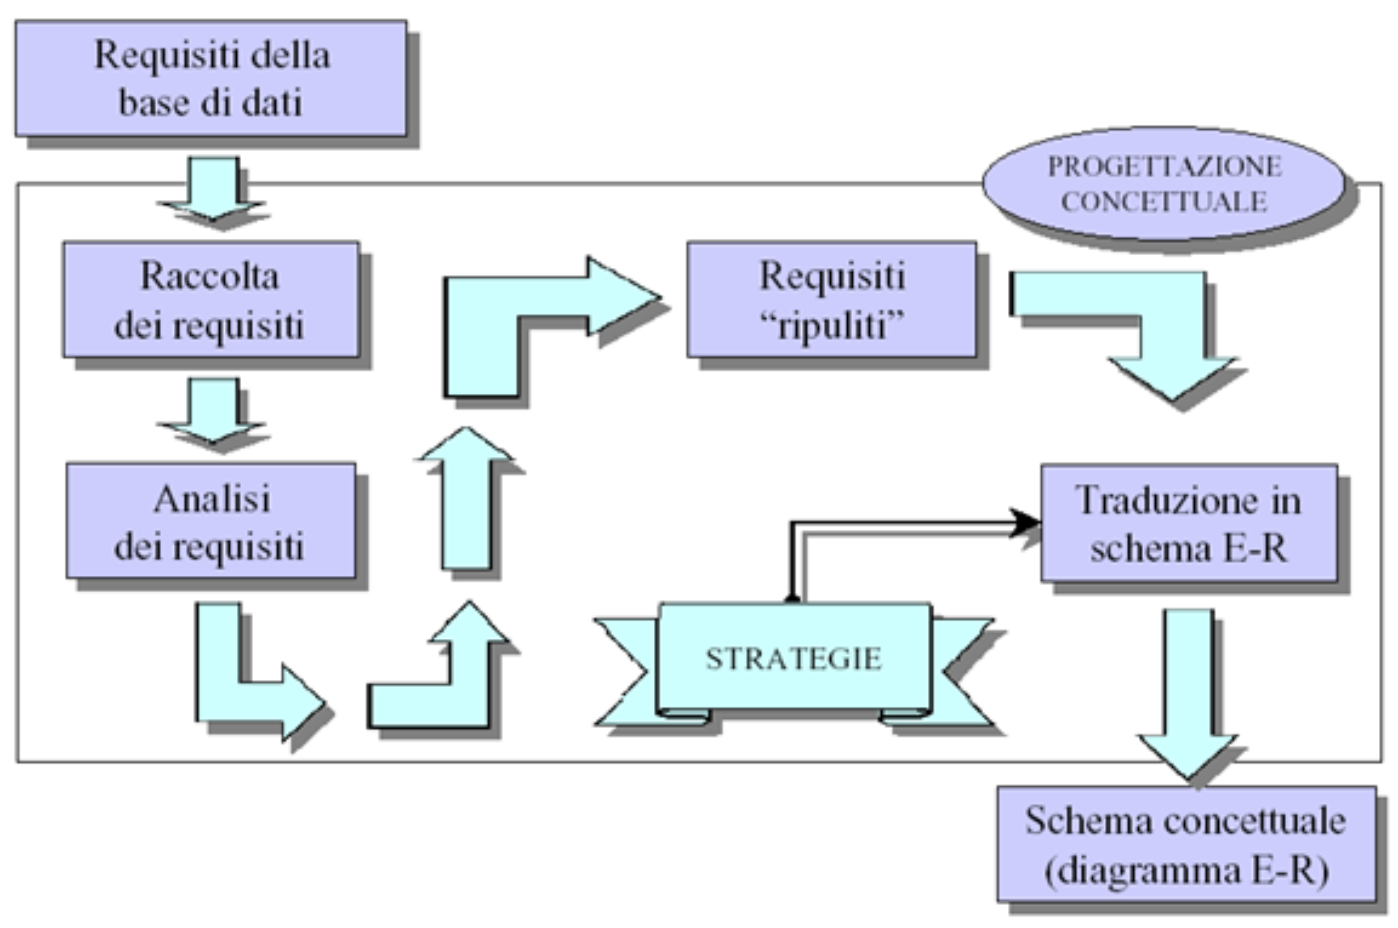 Requisiti della
base di dati
PROGETTAZIONE
CONCETTUALE
Raccolta
dei requisiti
Requisiti
“ripuliti”
Analisi
dei requisiti
Traduzione in
schema E-R
STRATEGIE
Schema concettuale
(diagramma E-R)